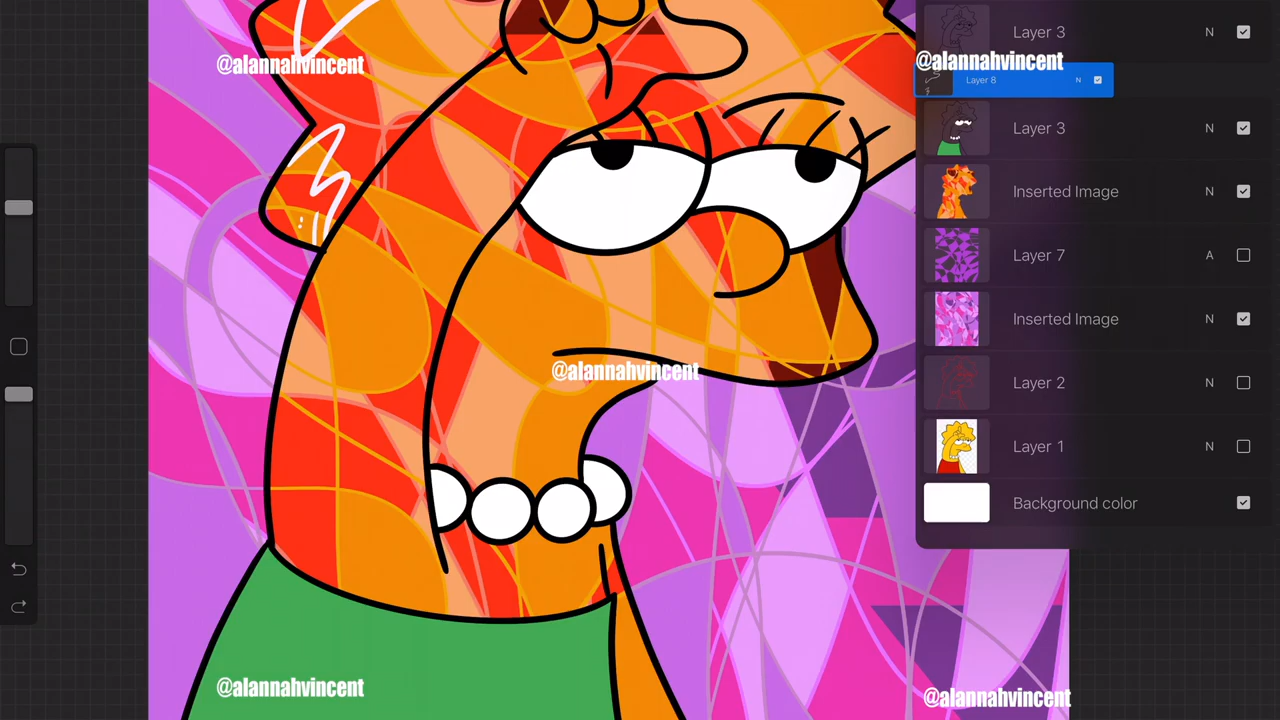 Layer 3 N
@alannahvincent
@alannahvincent
Layer 8 N
Layer 3 N
Inserted Image N
Layer 7 A
Inserted Image N
@alannahvincent
Layer 2 N
Layer 1 N
Background color
@alannahvincent
@alannahvincent